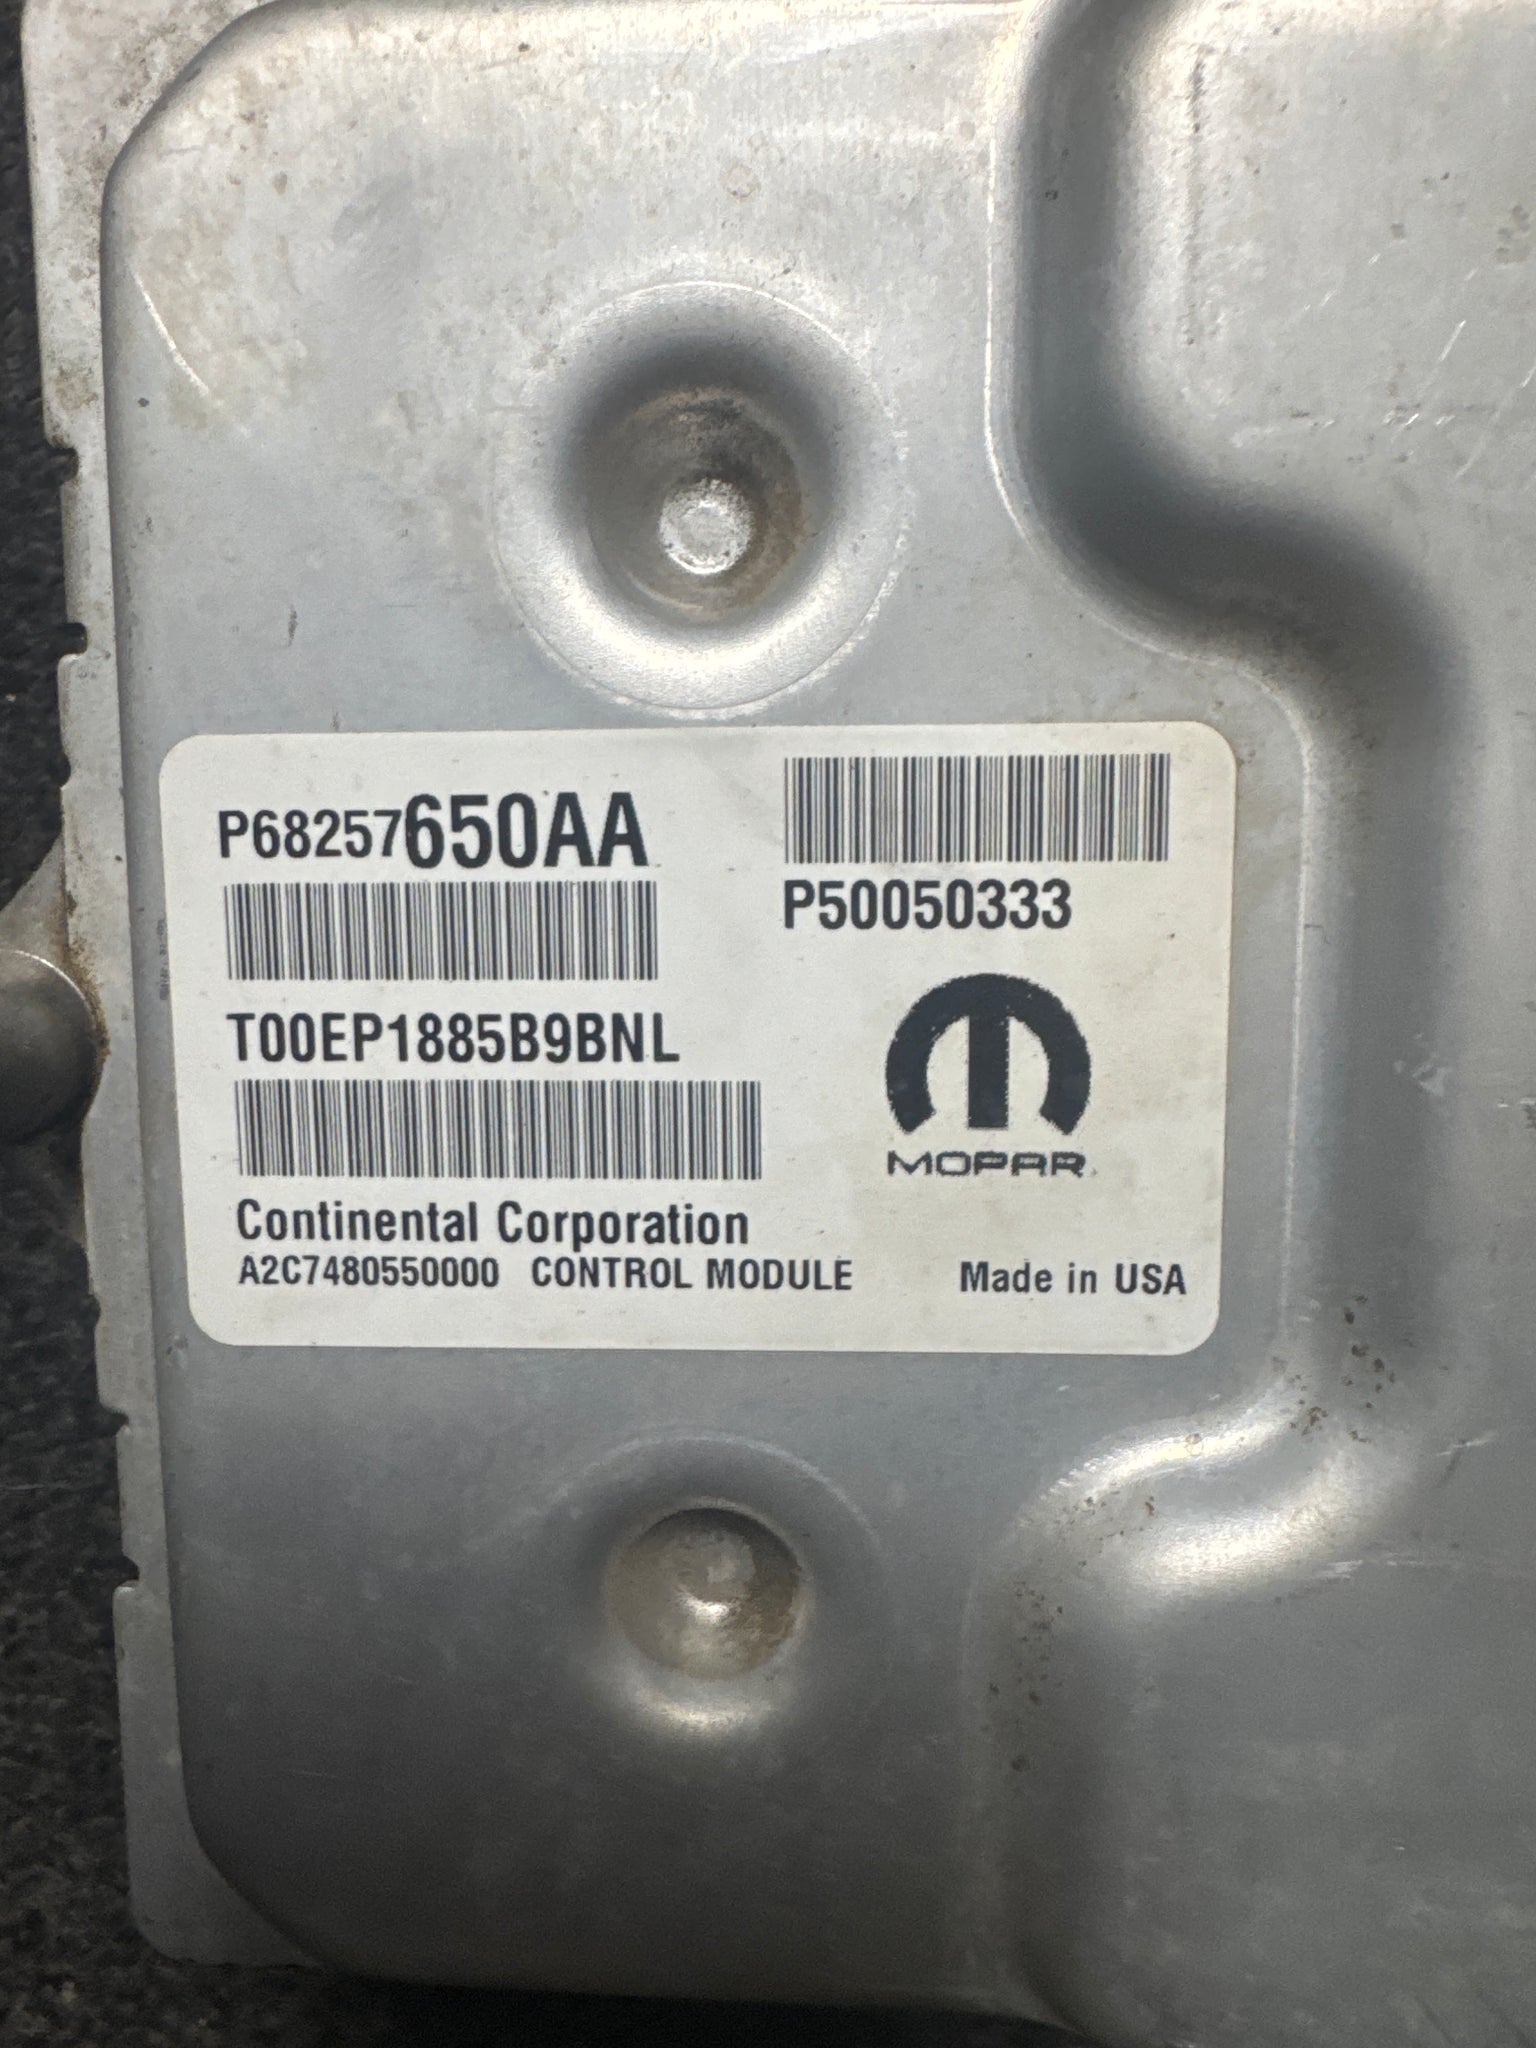 P68257650AA
P50050333
T00EP1885B9BNL
MOPAR
Continental Corporation
A2C7480550000 CONTROL MODULE
Made in USA